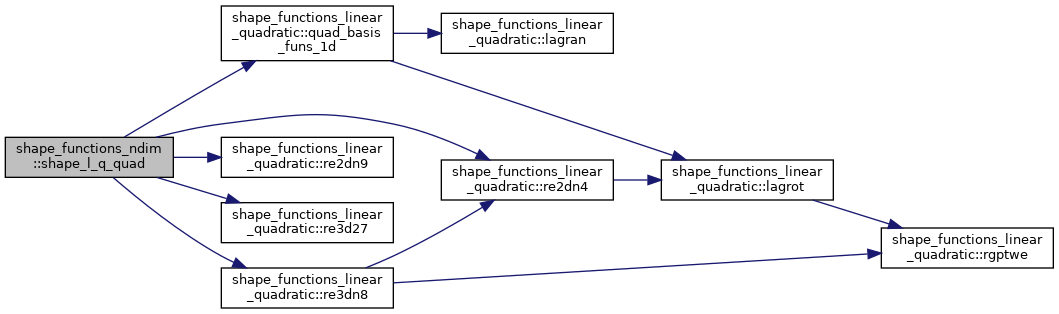 shape_functions_ndim
::shape_l_q_quad
shape_functions_linear
_quadratic::quad_basis
_funs_1d
shape_functions_linear
_quadratic::lagran
shape_functions_linear
_quadratic::re2dn9
shape_functions_linear
_quadratic::re2dn4
shape_functions_linear
_quadratic::lagrot
shape_functions_linear
_quadratic::re3d27
shape_functions_linear
_quadratic::rgptwe
shape_functions_linear
_quadratic::re3dn8